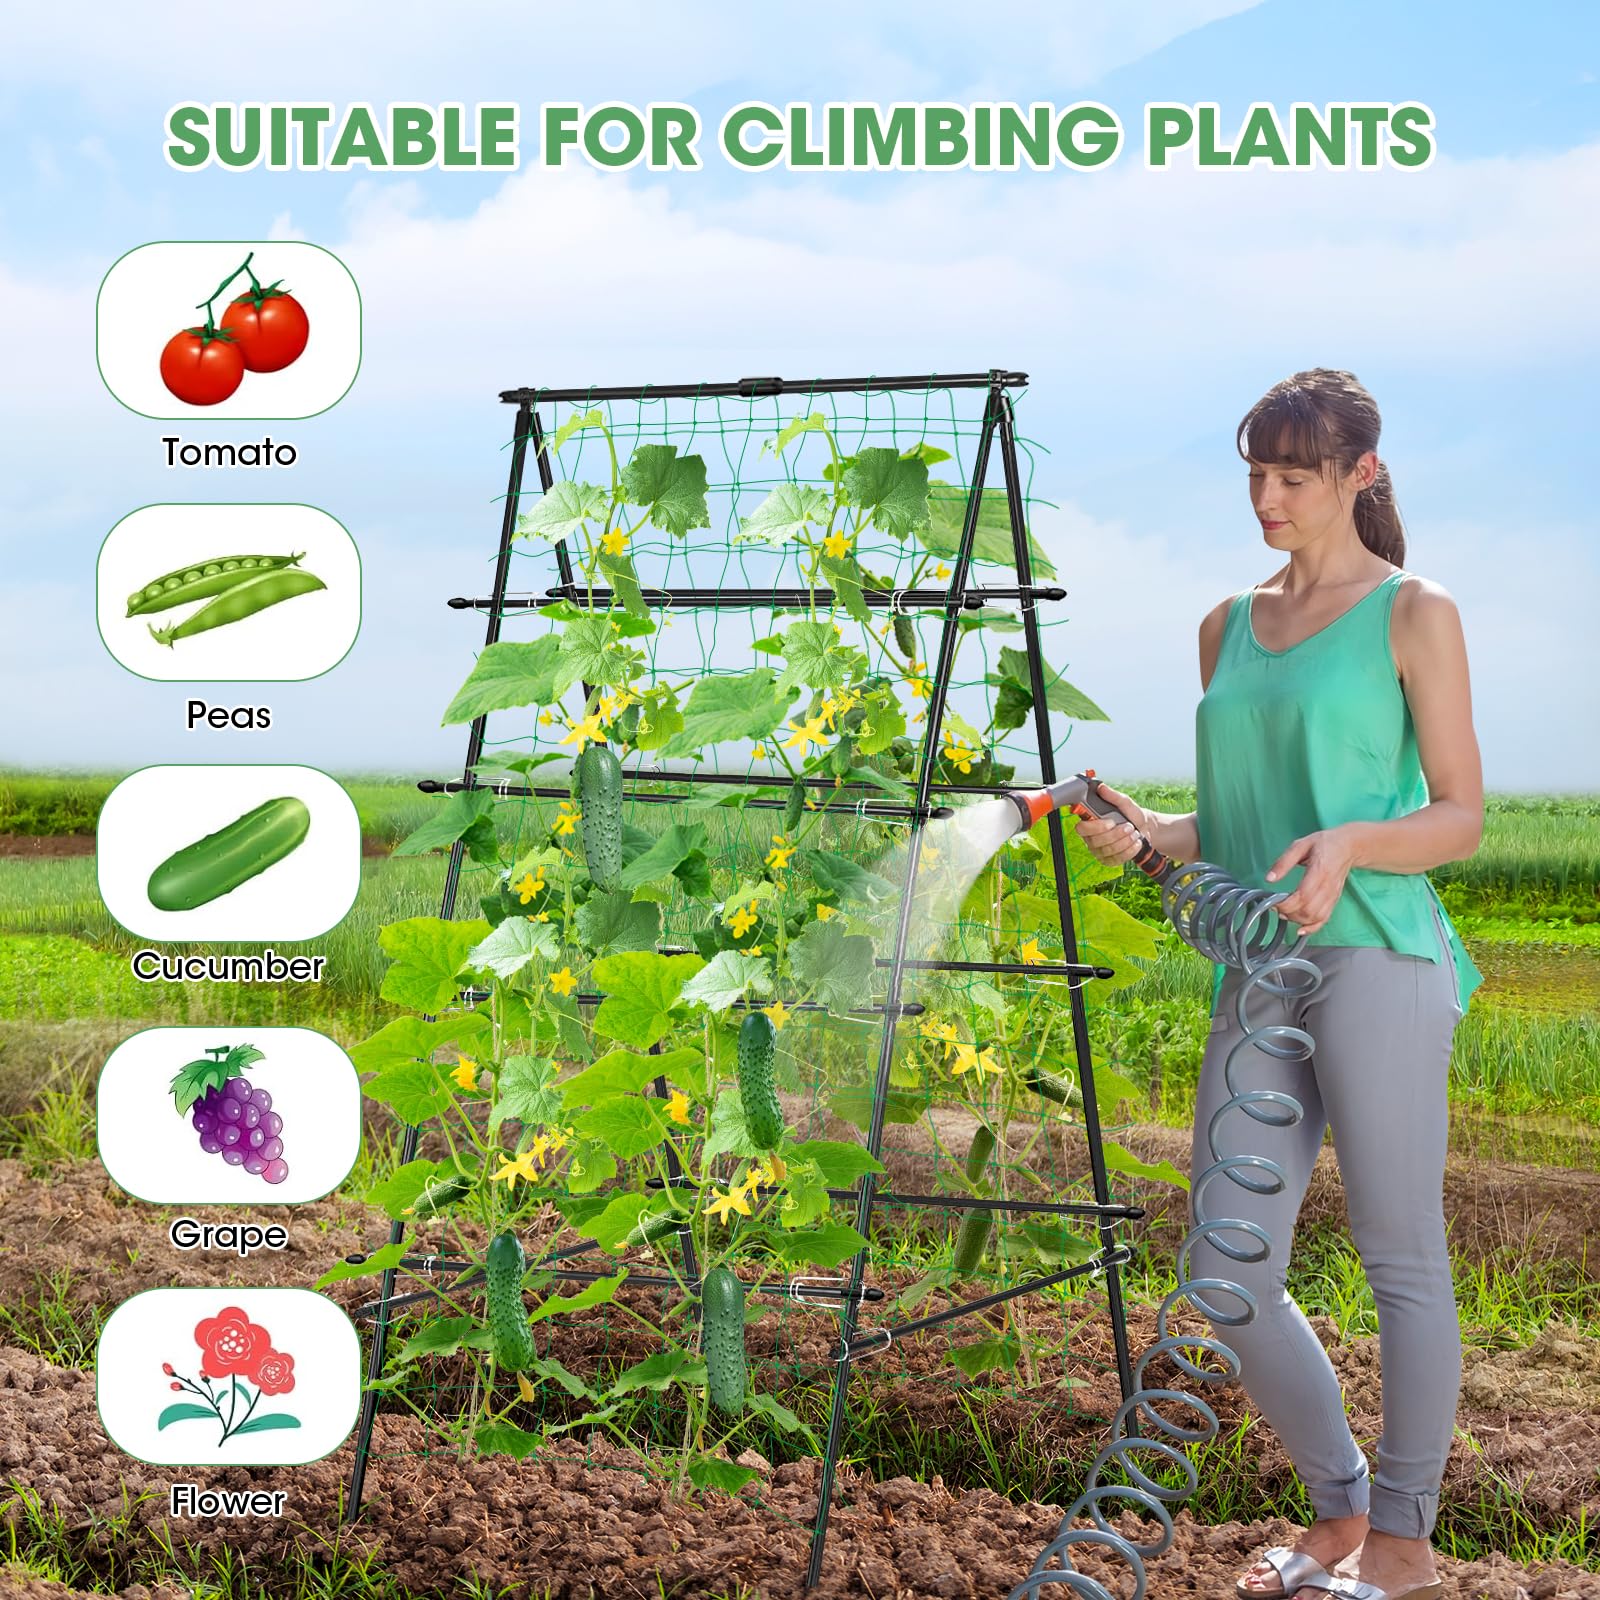 SUITABLE FOR CLIMBING PLANTS
Tomato
Peas
Cucumber
Grape
Flower